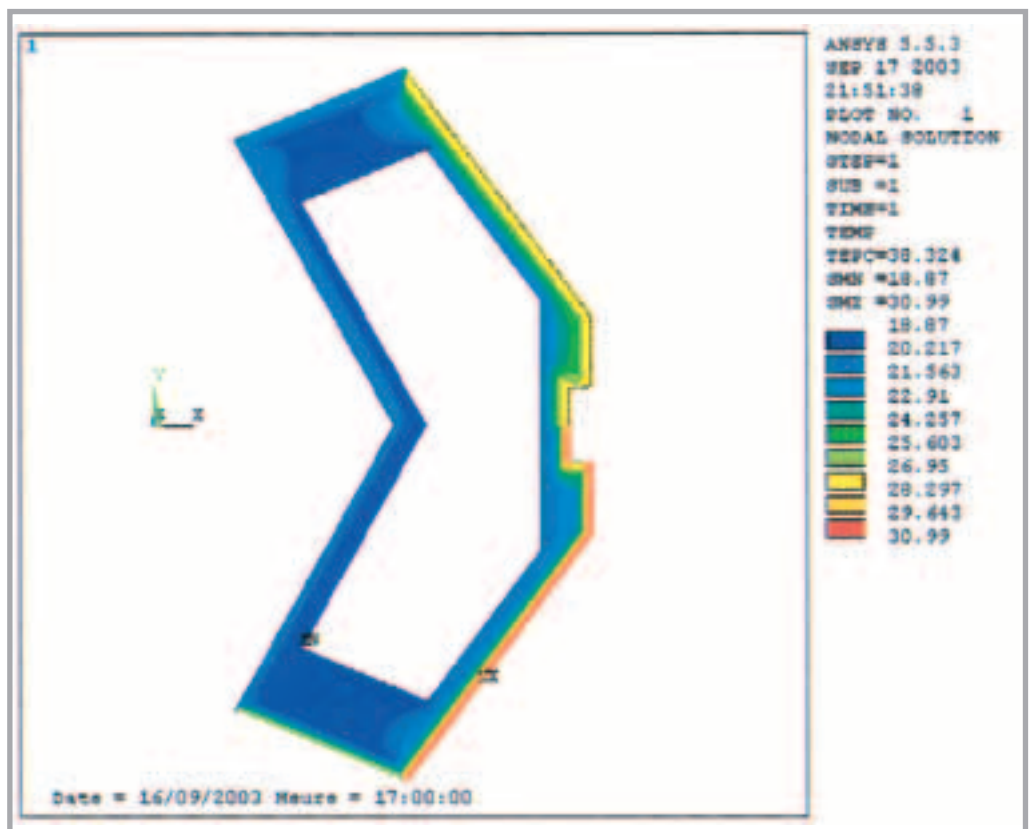 1
ANSYS 5.5.3
SEP 17 2003
21:51:38
PLOT NO. 1
NODAL SOLUTION
STEP=1
SUB =1
TIME=1
TEMP
TEPC=38.324
SMN =18.87
SMX =30.99
18.87
20.217
21.563
22.91
24.257
25.603
26.95
28.297
29.643
30.99
Y
Z X
MN
MX
Date = 16/09/2003 Heure = 17:00:00